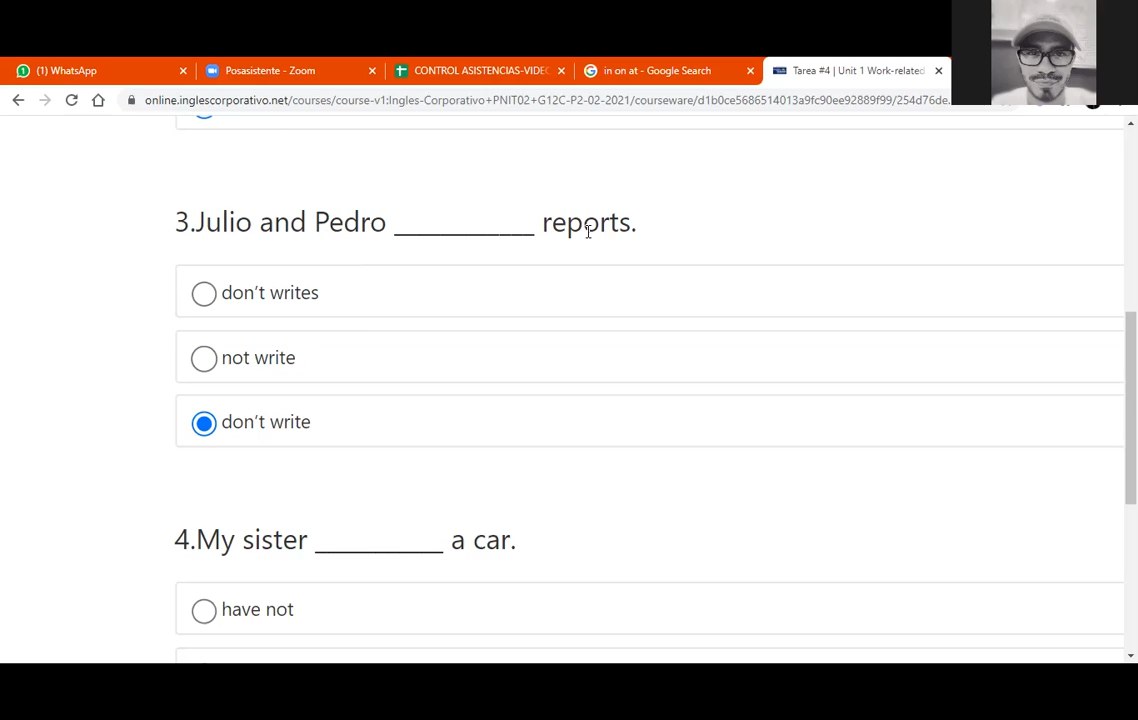 (1) WhatsApp
Posasistente - Zoom
CONTROL ASISTENCIAS-VIDEO
in on at - Google Search
Tarea #4 | Unit 1 Work-related
online.inglescorporativo.net/courses/course-v1:Ingles-Corporativo+PNIT02+G12C-P2-02-2021/courseware/d1b0ce5686514013a9fc90ee92889f99/254d76de...
3.Julio and Pedro ____________ reports.
don't writes
not write
don't write
4.My sister ___________ a car.
have not